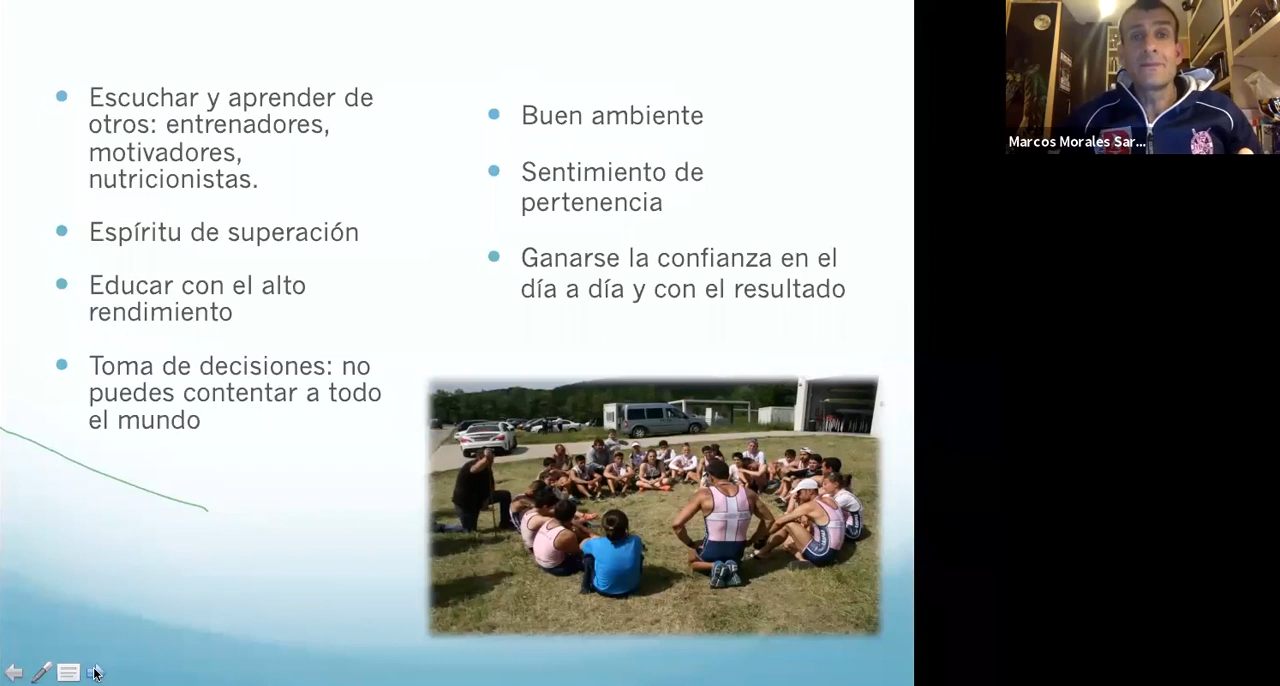 Escuchar y aprender de
otros: entrenadores,
motivadores,
nutricionistas.
Espíritu de superación
Educar con el alto
rendimiento
Toma de decisiones: no
puedes contentar a todo
el mundo
Buen ambiente
Sentimiento de
pertenencia
Ganarse la confianza en el
día a día y con el resultado
Marcos Morales Sar...